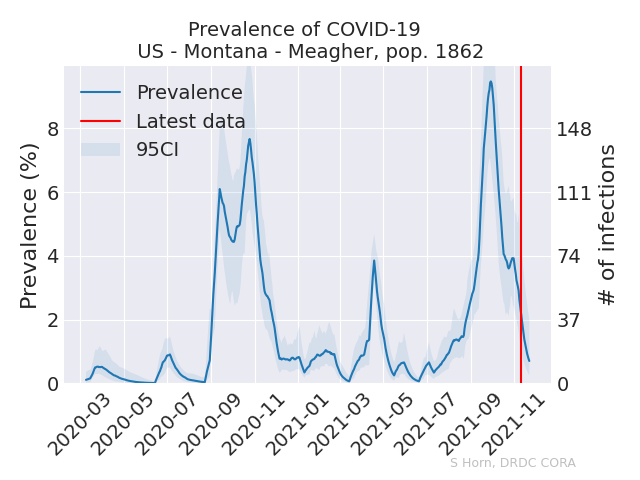 Prevalence of COVID-19
US - Montana - Meagher, pop. 1862
Prevalence
Latest data
95CI
Prevalence (%)
8
6
4
2
0
148
111
74
37
0
# of infections
2020-03
2020-05
2020-07
2020-09
2020-11
2021-01
2021-03
2021-05
2021-07
2021-09
2021-11
S Horn, DRDC CORA